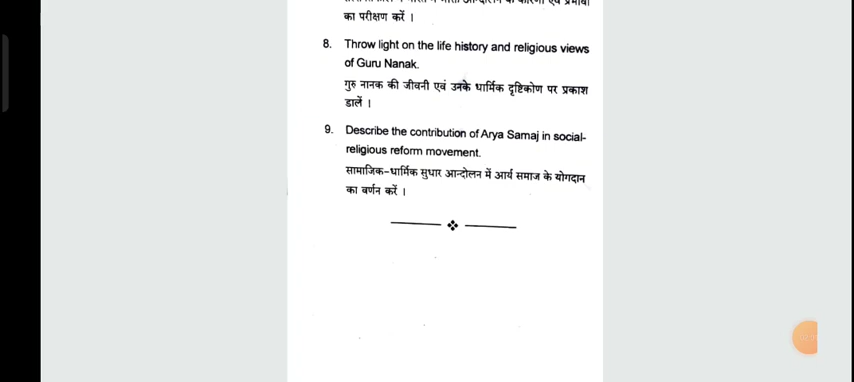 का परीक्षण करें ।
8. Throw light on the life history and religious views
of Guru Nanak.
गुरु नानक की जीवनी एवं उनके धार्मिक दृष्टिकोण पर प्रकाश
डालें ।
9. Describe the contribution of Arya Samaj in social-
religious reform movement.
सामाजिक-धार्मिक सुधार आन्दोलन में आर्य समाज के योगदान
का वर्णन करें ।